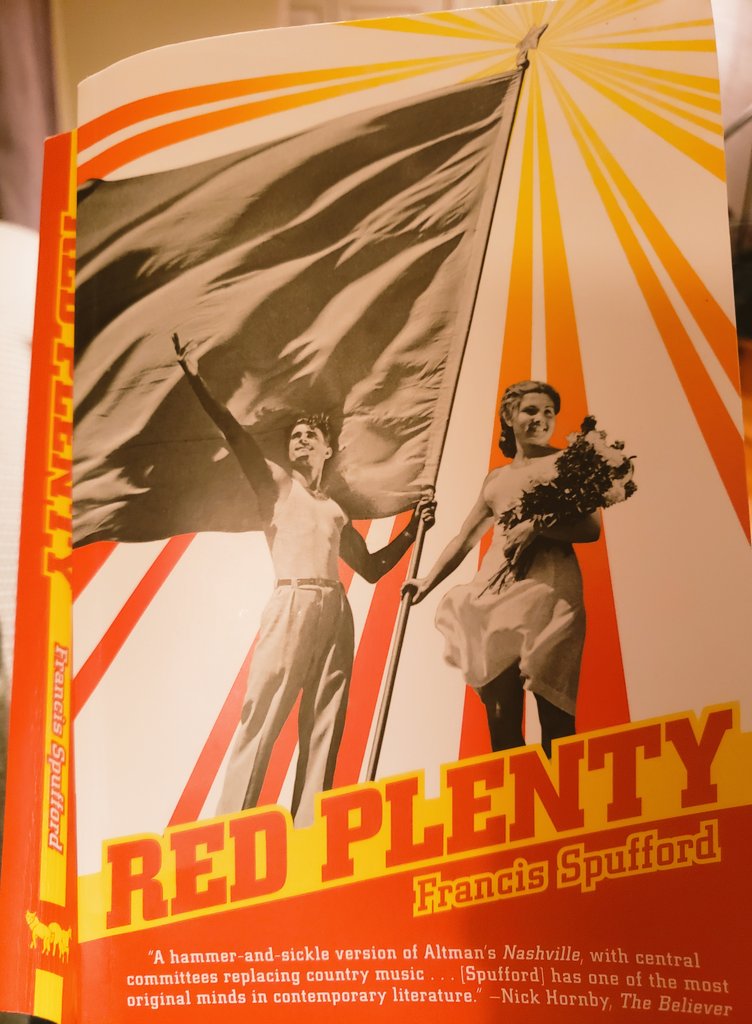 RED PLENTY
Francis Spufford
RED PLENTY
Francis Spufford
"A hammer-and-sickle version of Altman's Nashville, with central
committees replacing country music . . . [Spufford] has one of the most
original minds in contemporary literature." —Nick Hornby, The Believer